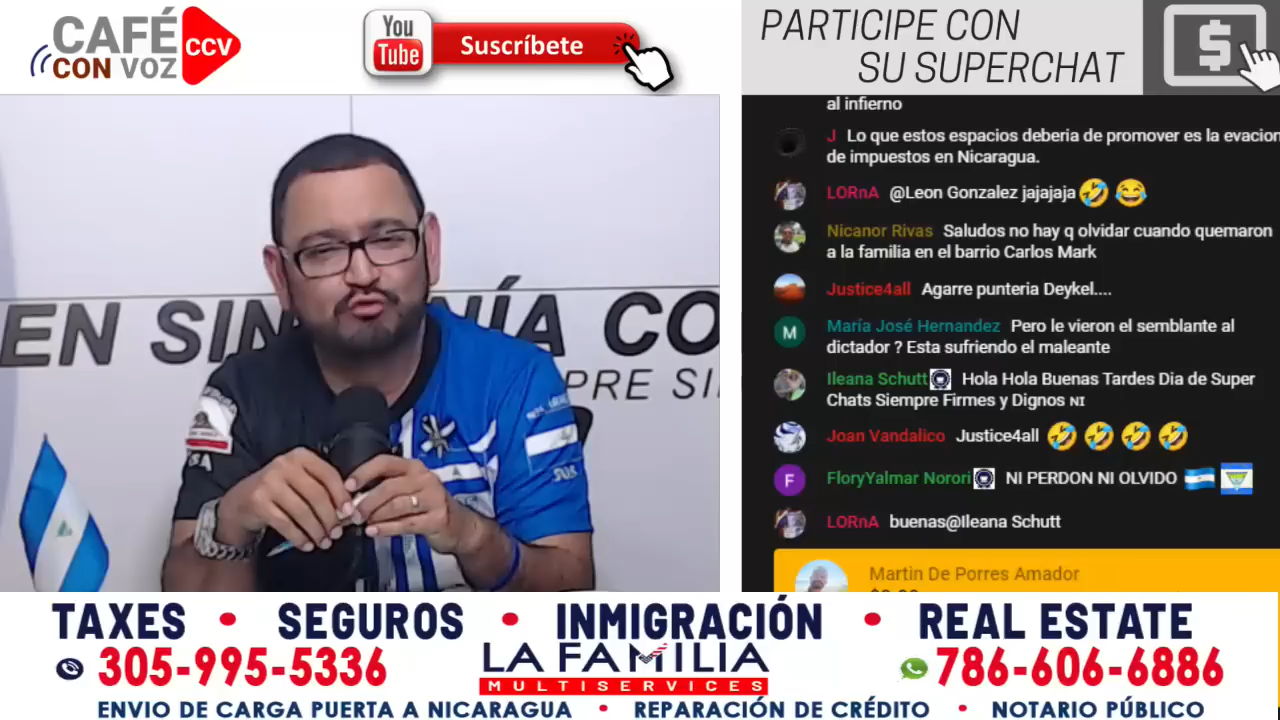 CAFÉ
CON VOZ
CCV
You
Tube
Suscríbete
PARTICIPE CON
SU SUPERCHAT
$
al infierno
J Lo que estos espacios deberia de promover es la evacion
de impuestos en Nicaragua.
LORnA @Leon Gonzalez jajajaja🤣😂
Nicanor Rivas Saludos no hay q olvidar cuando quemaron
a la familia en el barrio Carlos Mark
Justice4all Agarre punteria Deykel....
M
María José Hernandez Pero le vieron el semblante al
dictador ? Esta sufriendo el maleante
Ileana Schutt Hola Hola Buenas Tardes Dia de Super
Chats Siempre Firmes y Dignos NI
Joan Vandalico Justice4all 🤣🤣🤣🤣
F
FloryYalmar Norori NI PERDON NI OLVIDO
LORnA buenas@Ileana Schutt
Martin De Porres Amador
EN SIN NÍA CO
PRE SI
TAXES • SEGUROS • INMIGRACIÓN • REAL ESTATE
305-995-5336
LA FAMILIA
MULTISERVICES
786-606-6886
ENVIO DE CARGA PUERTA A NICARAGUA • REPARACIÓN DE CRÉDITO • NOTARIO PÚBLICO